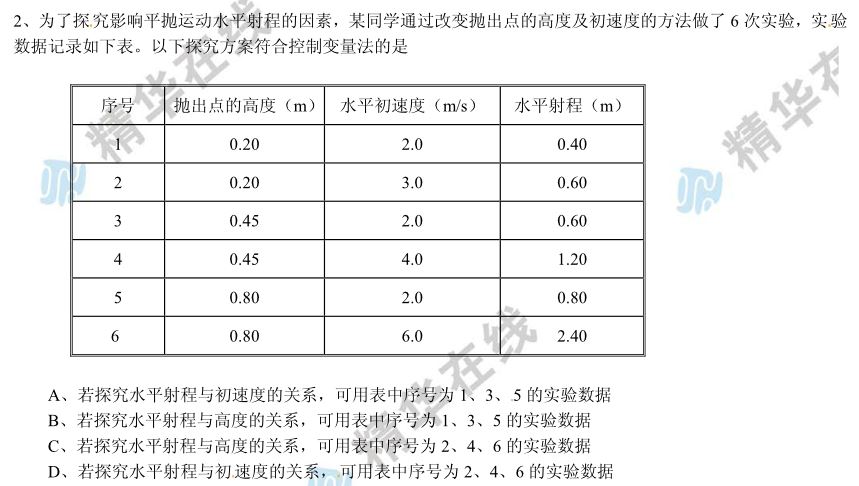 2、为了探究影响平抛运动水平射程的因素，某同学通过改变抛出点的高度及初速度的方法做了 6 次实验，实验
数据记录如下表。以下探究方案符合控制变量法的是
序号 抛出点的高度（m） 水平初速度（m/s） 水平射程（m）
1 0.20 2.0 0.40
2 0.20 3.0 0.60
3 0.45 2.0 0.60
4 0.45 4.0 1.20
5 0.80 2.0 0.80
6 0.80 6.0 2.40
A、若探究水平射程与初速度的关系，可用表中序号为 1、3、5 的实验数据
B、若探究水平射程与高度的关系，可用表中序号为 1、3、5 的实验数据
C、若探究水平射程与高度的关系，可用表中序号为 2、4、6 的实验数据
D、若探究水平射程与初速度的关系，可用表中序号为 2、4、6 的实验数据
精华在线
精华在
精华在线